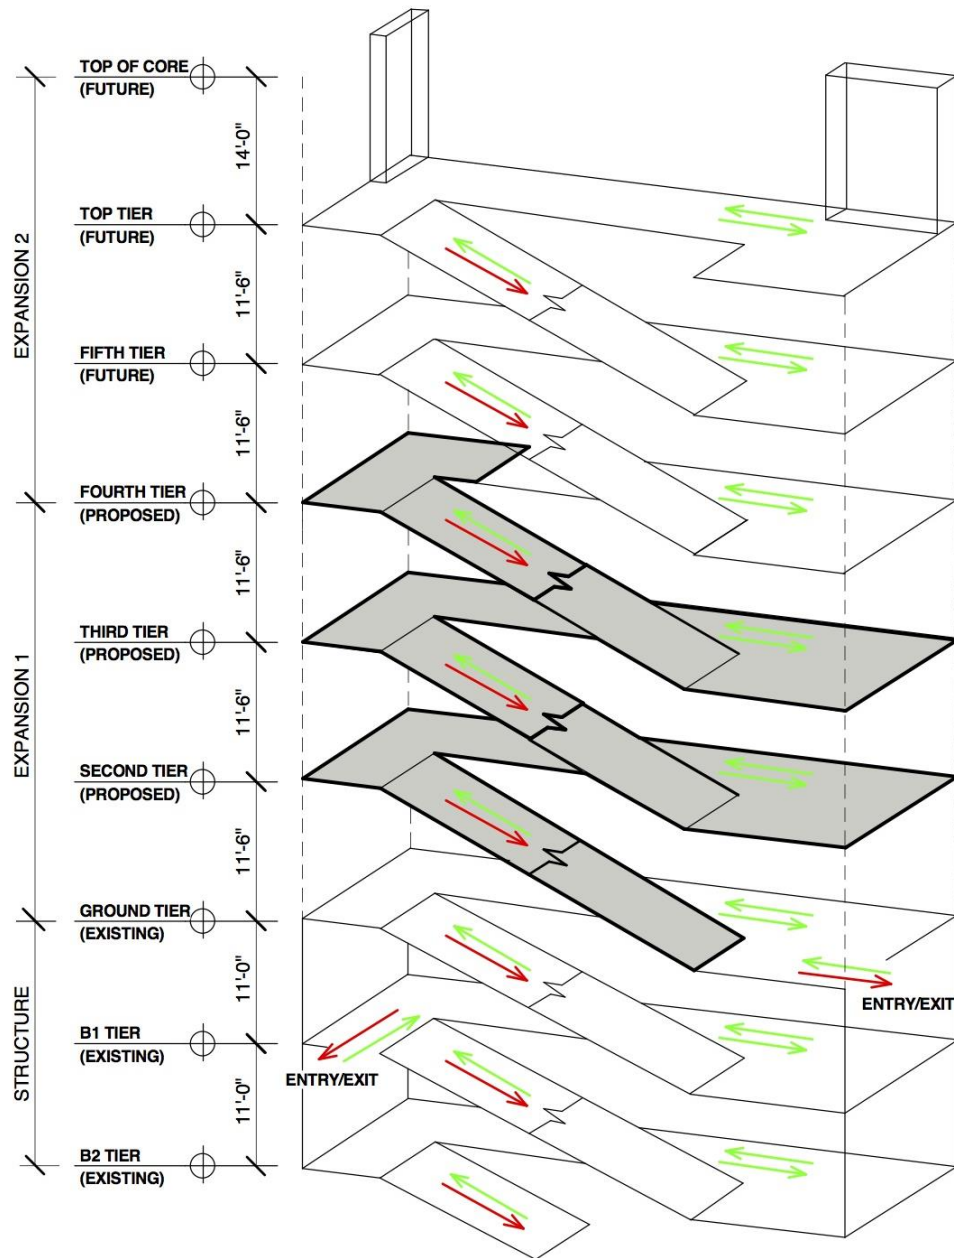 TOP OF CORE
(FUTURE)
14'-0"
TOP TIER
(FUTURE)
EXPANSION 2
11'-6"
FIFTH TIER
(FUTURE)
11'-6"
FOURTH TIER
(PROPOSED)
11'-6"
THIRD TIER
(PROPOSED)
EXPANSION 1
11'-6"
SECOND TIER
(PROPOSED)
11'-6"
GROUND TIER
(EXISTING)
11'-0"
ENTRY/EXIT
STRUCTURE
B1 TIER
(EXISTING)
ENTRY/EXIT
11'-0"
B2 TIER
(EXISTING)